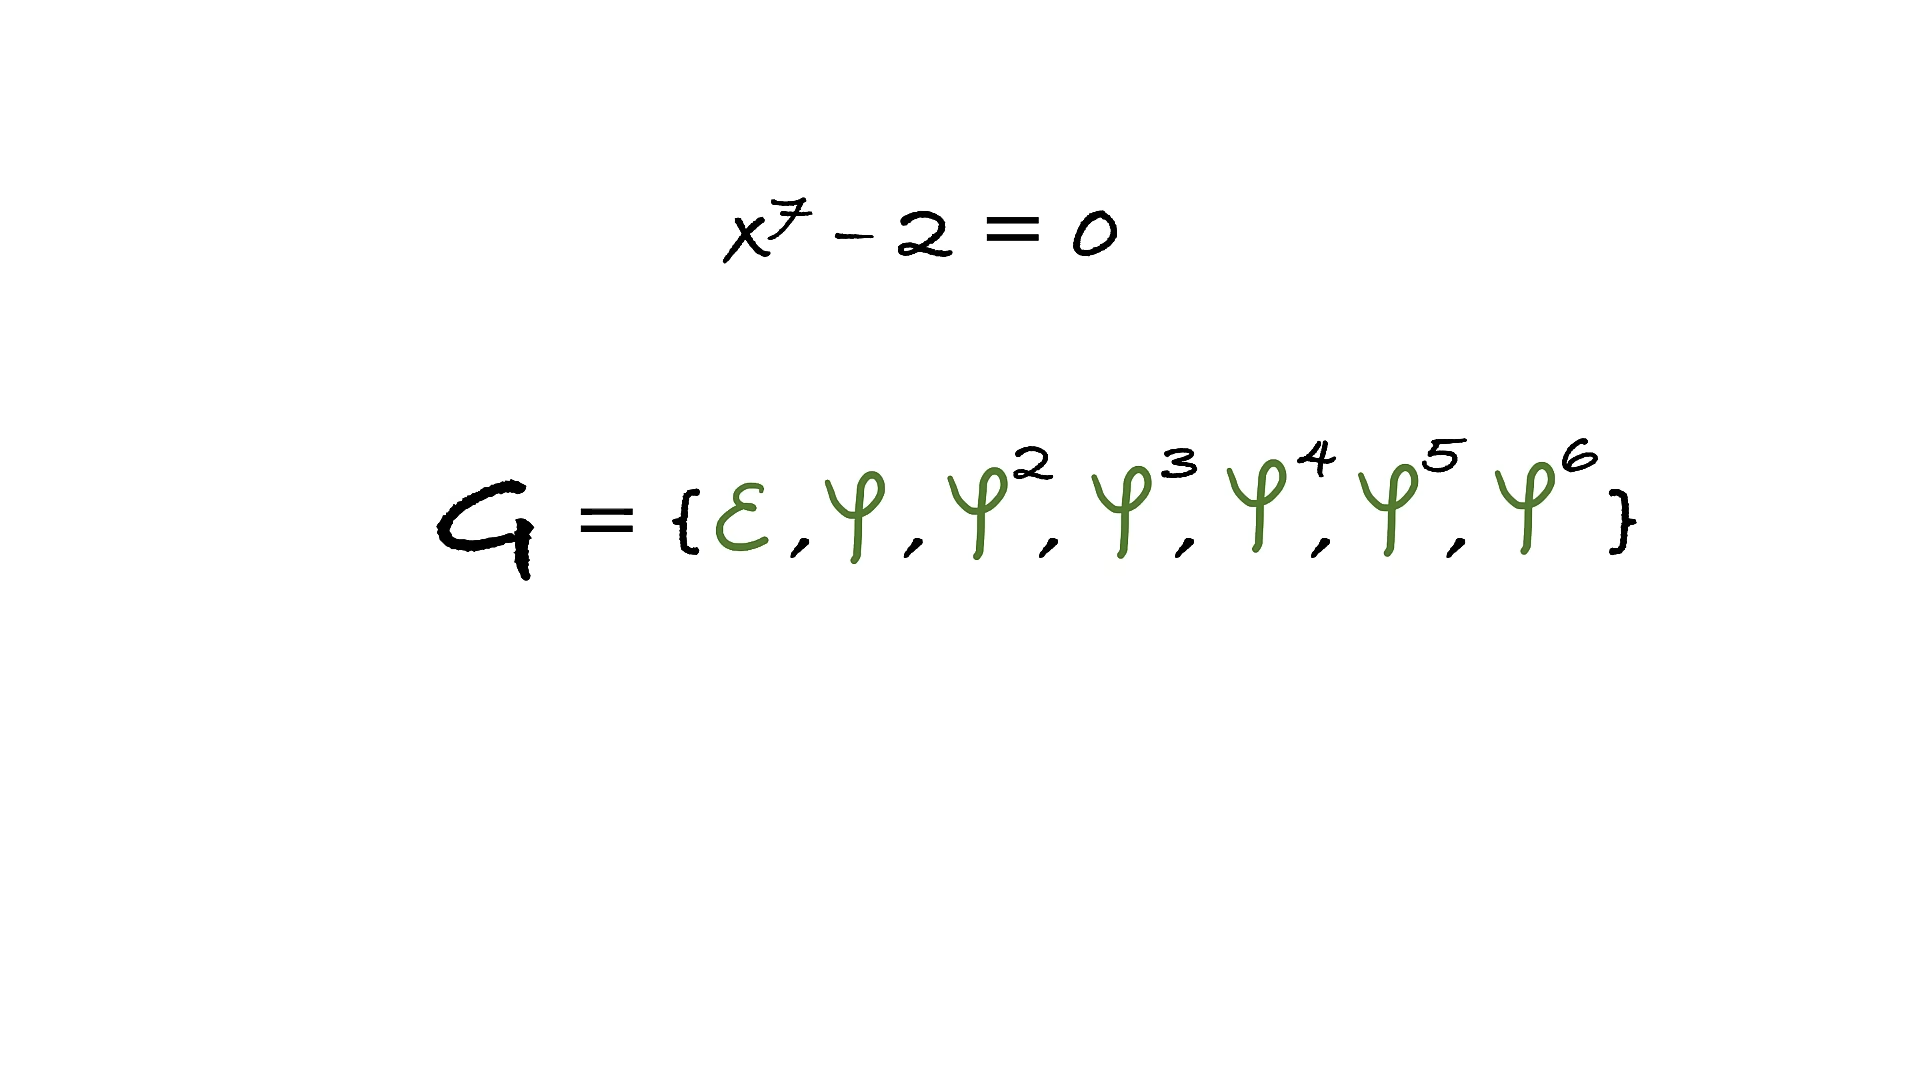 x⁷ – 2 = 0
G = {ε, φ, φ², φ³, φ⁴, φ⁵, φ⁶}